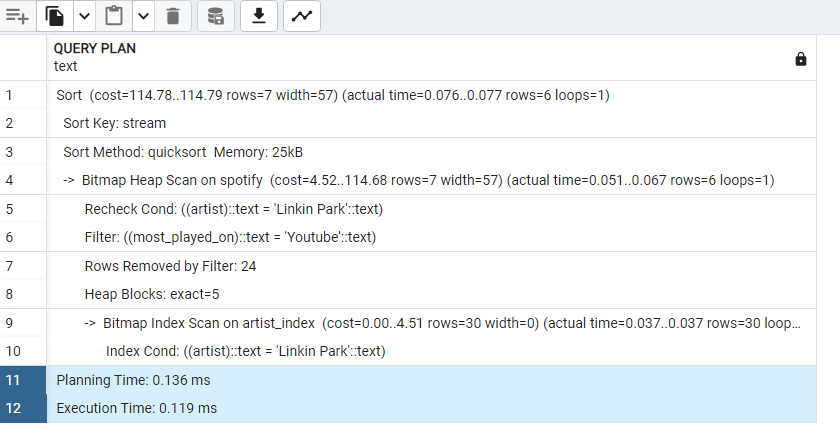 QUERY PLAN
text
1 Sort (cost=114.78..114.79 rows=7 width=57) (actual time=0.076..0.077 rows=6 loops=1)
2 Sort Key: stream
3 Sort Method: quicksort Memory: 25kB
4 -> Bitmap Heap Scan on spotify (cost=4.52..114.68 rows=7 width=57) (actual time=0.051..0.067 rows=6 loops=1)
5 Recheck Cond: ((artist)::text = 'Linkin Park'::text)
6 Filter: ((most_played_on)::text = 'Youtube'::text)
7 Rows Removed by Filter: 24
8 Heap Blocks: exact=5
9 -> Bitmap Index Scan on artist_index (cost=0.00..4.51 rows=30 width=0) (actual time=0.037..0.037 rows=30 loop...
10 Index Cond: ((artist)::text = 'Linkin Park'::text)
11 Planning Time: 0.136 ms
12 Execution Time: 0.119 ms